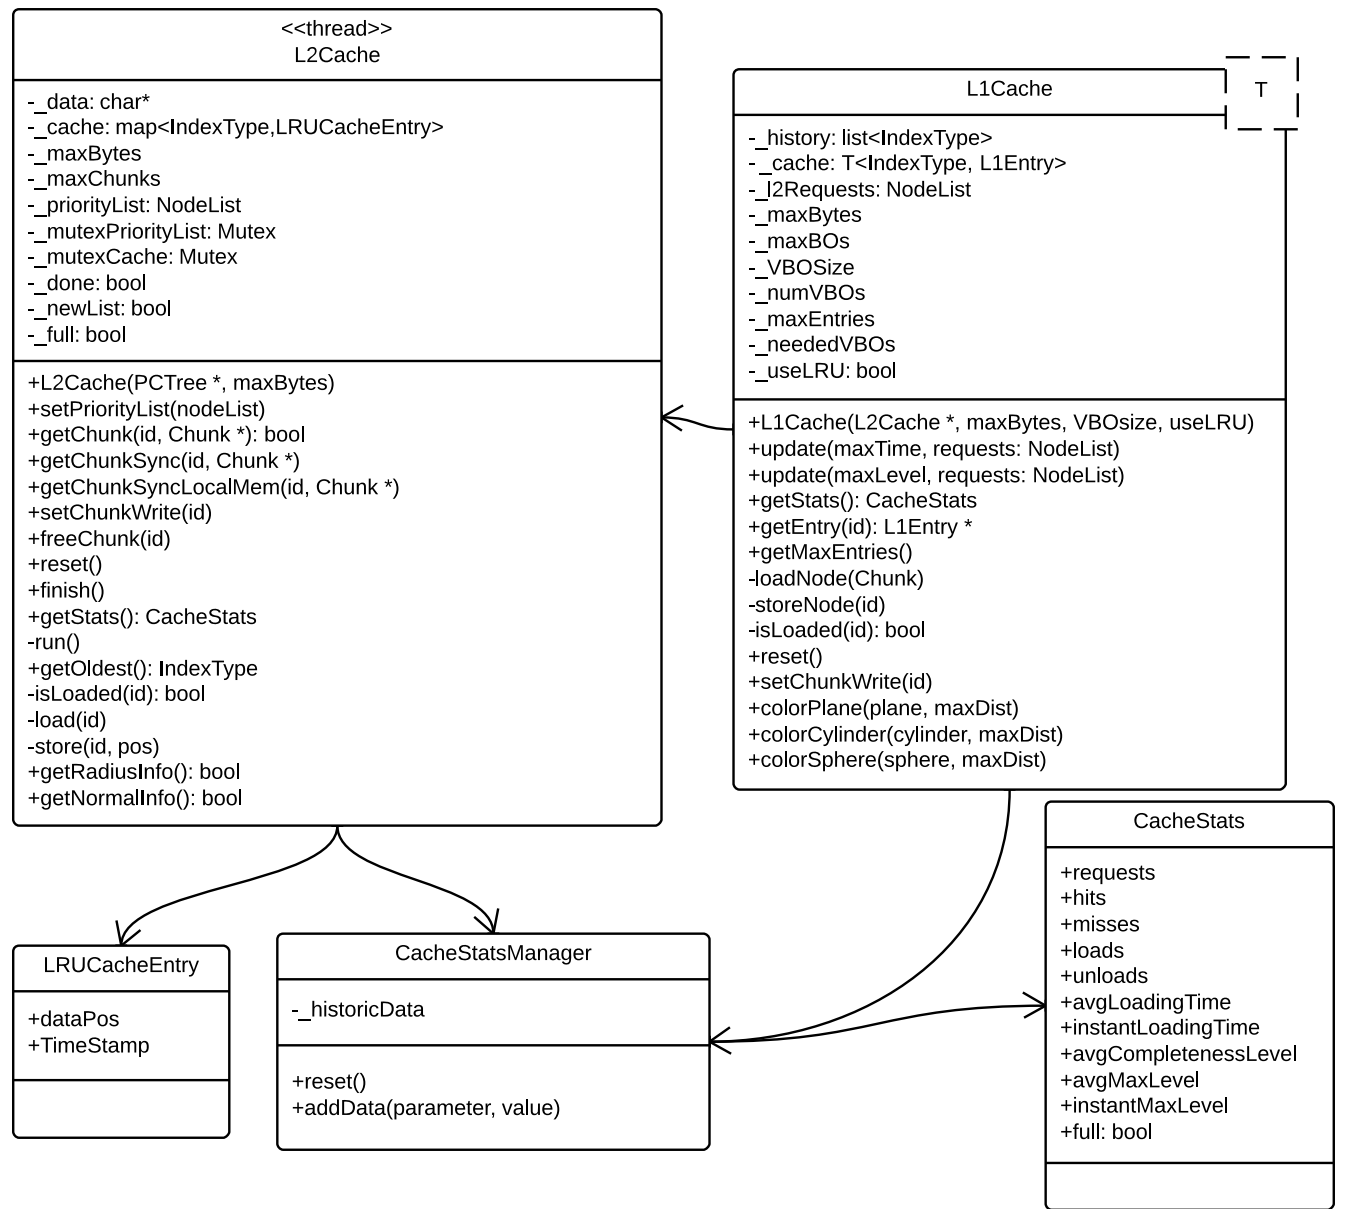 <<thread>>
L2Cache
-_data: char*
-_cache: map<IndexType,LRUCacheEntry>
-_maxBytes
-_maxChunks
-_priorityList: NodeList
-_mutexPriorityList: Mutex
-_mutexCache: Mutex
-_done: bool
-_newList: bool
-_full: bool
+L2Cache(PCTree *, maxBytes)
+setPriorityList(nodeList)
+getChunk(id, Chunk *): bool
+getChunkSync(id, Chunk *)
+getChunkSyncLocalMem(id, Chunk *)
+setChunkWrite(id)
+freeChunk(id)
+reset()
+finish()
+getStats(): CacheStats
-run()
+getOldest(): IndexType
-isLoaded(id): bool
-load(id)
-store(id, pos)
+getRadiusInfo(): bool
+getNormalInfo(): bool
L1Cache
T
-_history: list<IndexType>
-_cache: T<IndexType, L1Entry>
-_l2Requests: NodeList
-_maxBytes
-_maxBOs
-_VBOSize
-_numVBOs
-_maxEntries
-_neededVBOs
-_useLRU: bool
+L1Cache(L2Cache *, maxBytes, VBOsize, useLRU)
+update(maxTime, requests: NodeList)
+update(maxLevel, requests: NodeList)
+getStats(): CacheStats
+getEntry(id): L1Entry *
+getMaxEntries()
-loadNode(Chunk)
-storeNode(id)
-isLoaded(id): bool
+reset()
+setChunkWrite(id)
+colorPlane(plane, maxDist)
+colorCylinder(cylinder, maxDist)
+colorSphere(sphere, maxDist)
LRUCacheEntry
+dataPos
+TimeStamp
CacheStatsManager
-_historicData
+reset()
+addData(parameter, value)
CacheStats
+requests
+hits
+misses
+loads
+unloads
+avgLoadingTime
+instantLoadingTime
+avgCompletenessLevel
+avgMaxLevel
+instantMaxLevel
+full: bool